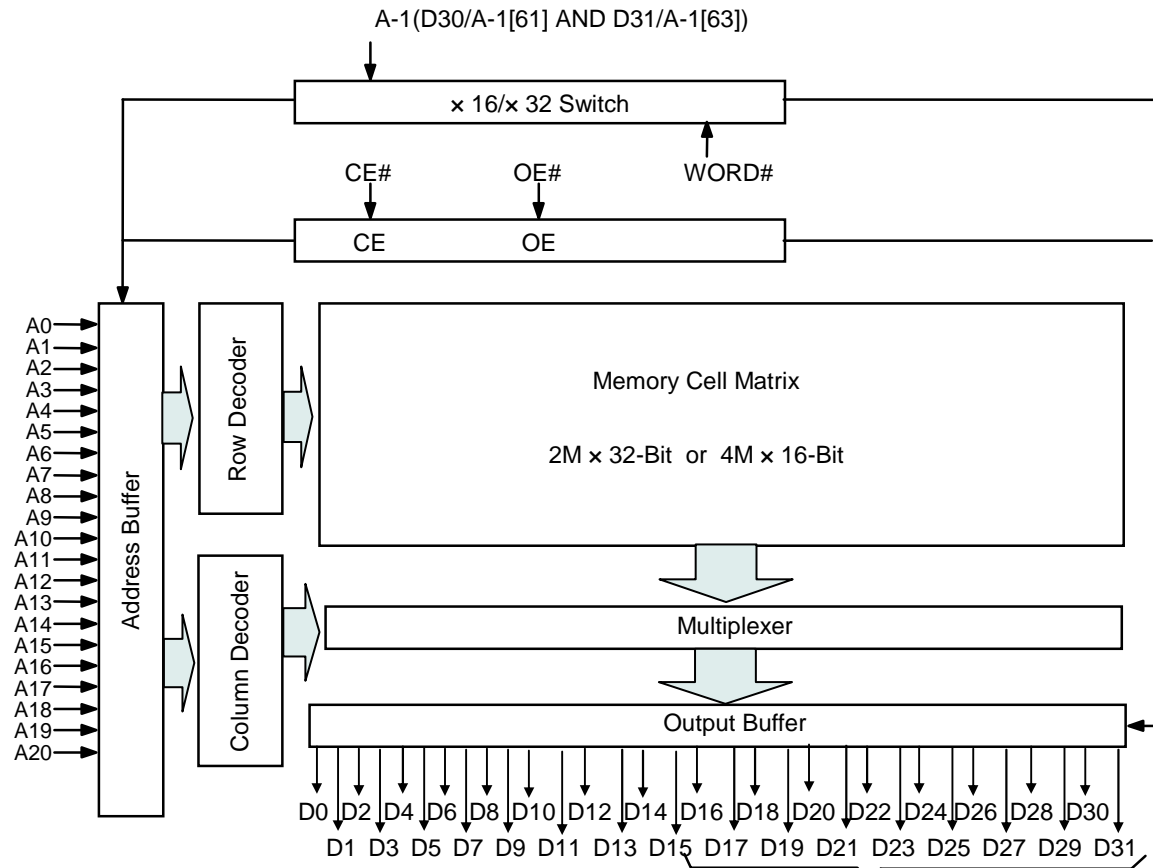 A-1(D30/A-1[61] AND D31/A-1[63])
× 16/× 32 Switch
CE# OE# WORD#
CE OE
A0
A1
A2
A3
A4
A5
A6
A7
A8
A9
A10
A11
A12
A13
A14
A15
A16
A17
A18
A19
A20
Address Buffer
Row Decoder
Column Decoder
Memory Cell Matrix
2M × 32-Bit or 4M × 16-Bit
Multiplexer
Output Buffer
D0 D2 D4 D6 D8 D10 D12 D14 D16 D18 D20 D22 D24 D26 D28 D30
D1 D3 D5 D7 D9 D11 D13 D15 D17 D19 D21 D23 D25 D27 D29 D31